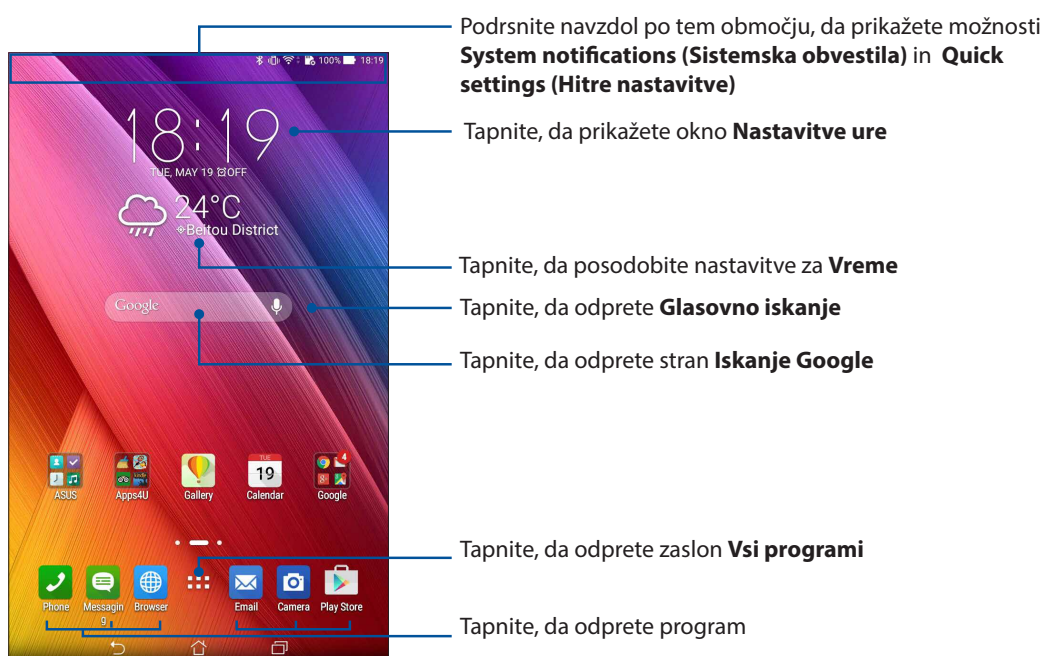 Podrsnite navzdol po tem območju, da prikažete možnosti
System notifications (Sistemska obvestila) in Quick
settings (Hitre nastavitve)
100% 18:19
18:19
Tapnite, da prikažete okno Nastavitve ure
TUE, MAY 19 OFF
24°C
Beitou District
Tapnite, da posodobite nastavitve za Vreme
Google
Tapnite, da odprete Glasovno iskanje
Tapnite, da odprete stran Iskanje Google
TUE
19
4
ASUS Apps4U Gallery Calendar Google
Tapnite, da odprete zaslon Vsi programi
Phone Messagin Browser Email Camera Play Store
g
Tapnite, da odprete program